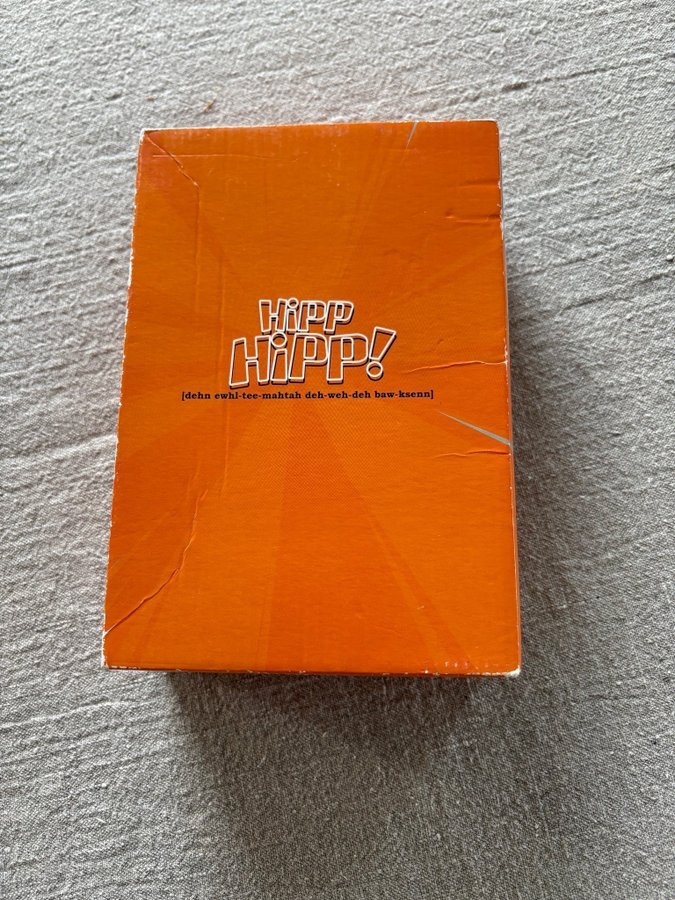 HiPP
HiPP!
[dehn ewhl-tee-mahtah deh-weh-deh baw-ksenn]